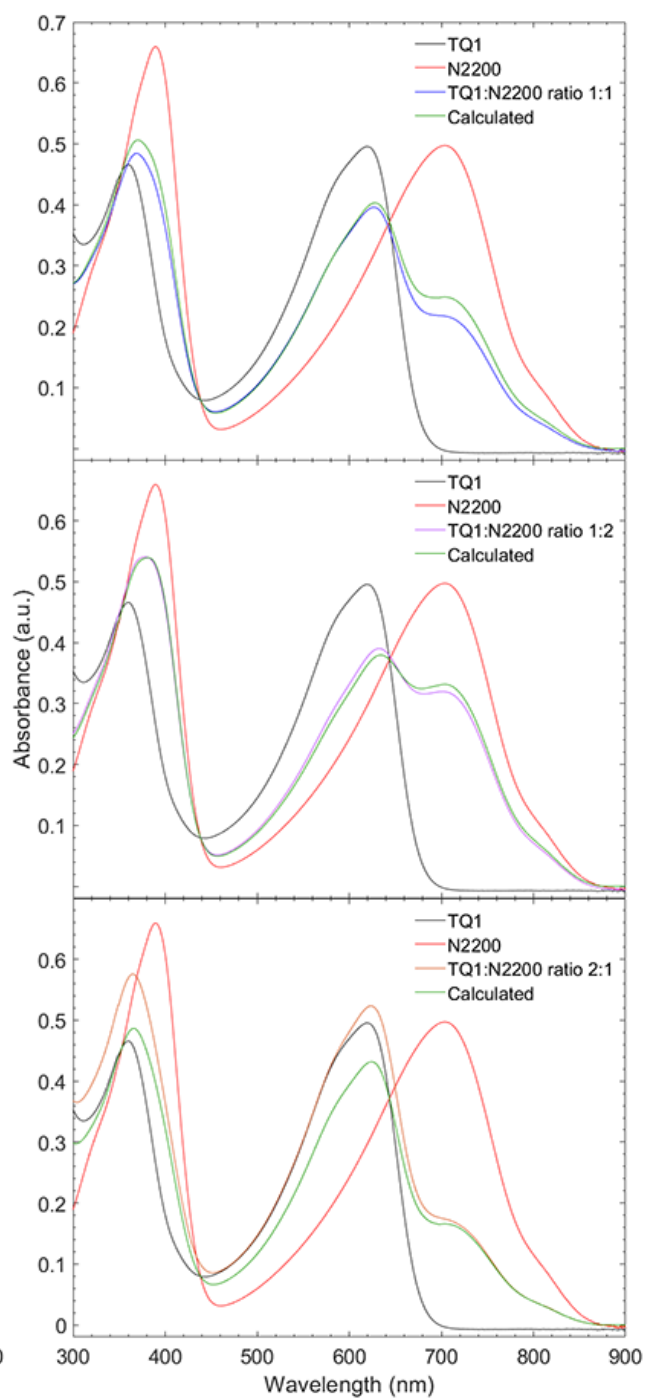 0.7
TQ1
N2200
TQ1:N2200 ratio 1:1
Calculated
0.6
0.5
0.4
0.3
0.2
0.1
TQ1
N2200
TQ1:N2200 ratio 1:2
Calculated
0.6
0.5
0.4
0.3
0.2
0.1
Absorbance (a.u.)
TQ1
N2200
TQ1:N2200 ratio 2:1
Calculated
0.6
0.5
0.4
0.3
0.2
0.1
0
0
300 400 500 600 700 800 900
Wavelength (nm)